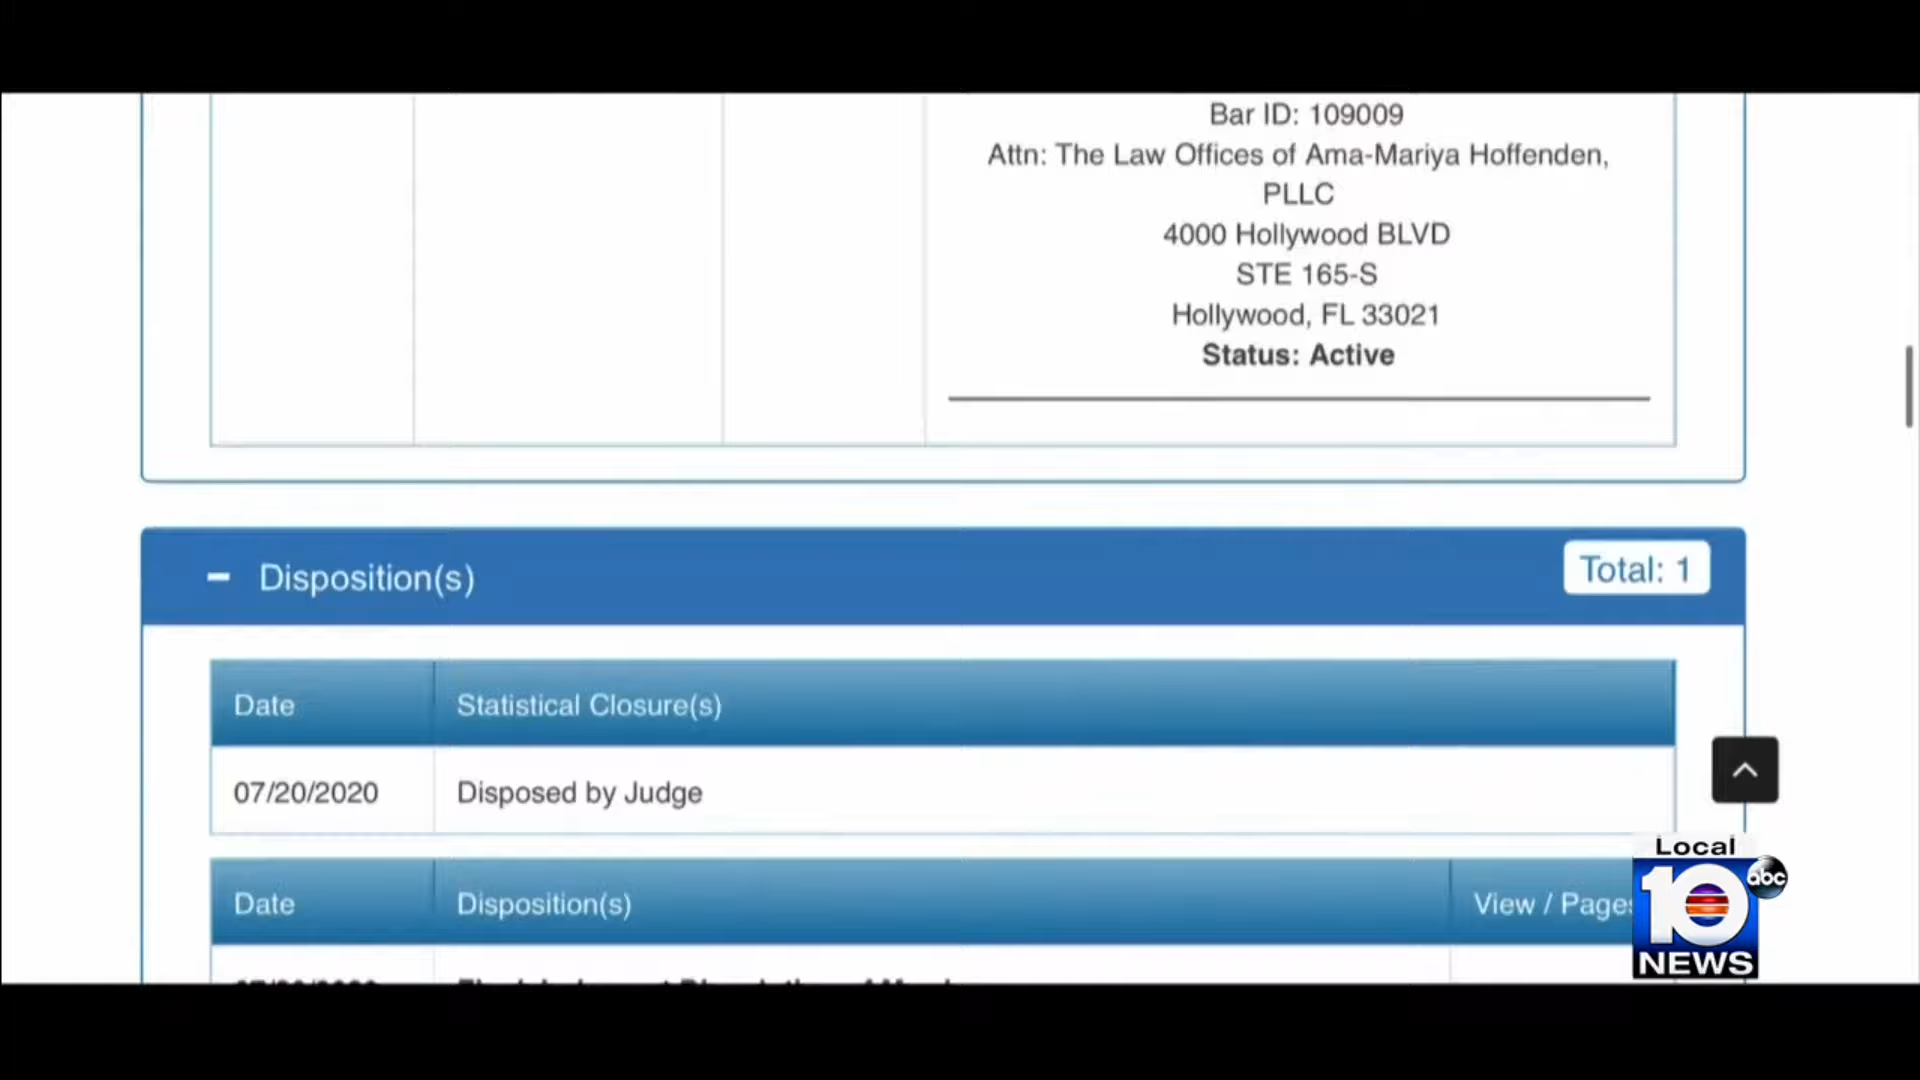 Bar ID: 109009
Attn: The Law Offices of Ama-Mariya Hoffenden,
PLLC
4000 Hollywood BLVD
STE 165-S
Hollywood, FL 33021
Status: Active
Disposition(s)
Total: 1
Date Statistical Closure(s)
07/20/2020 Disposed by Judge
Date Disposition(s) View / Pages
Local
10
abc
NEWS